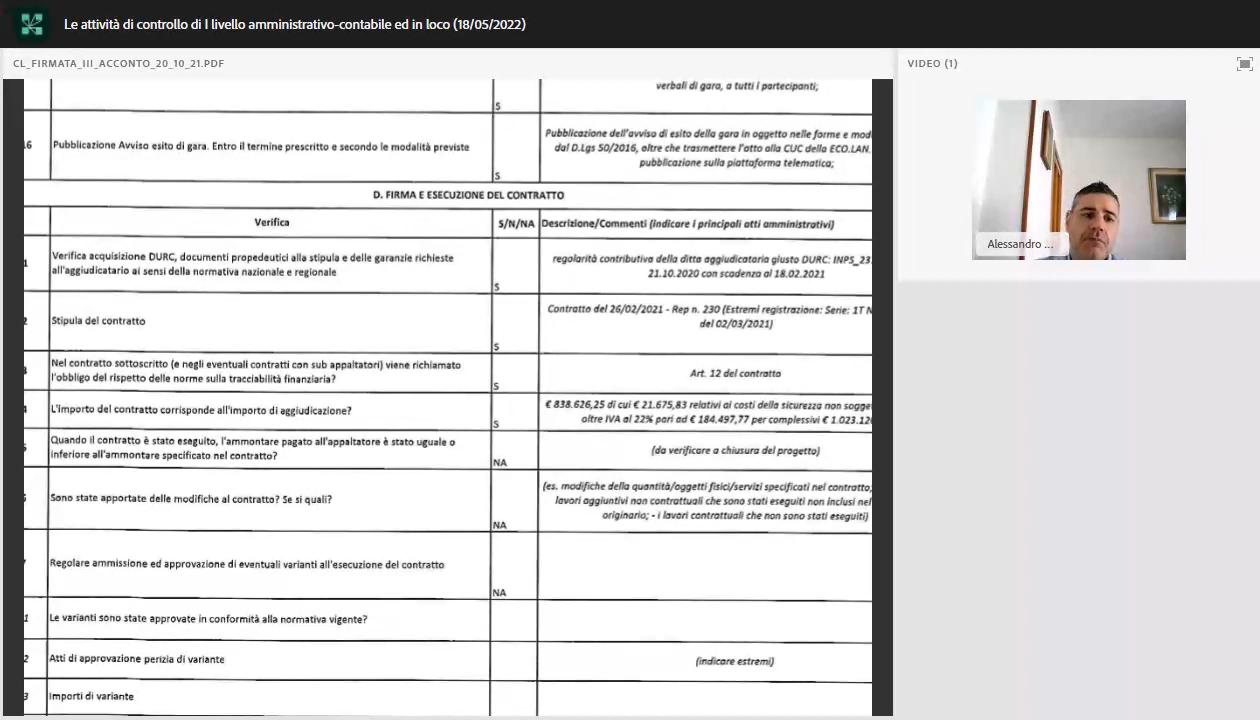 Le attività di controllo di I livello amministrativo-contabile ed in loco (18/05/2022)
CL_FIRMATA_III_ACCONTO_20_10_21.PDF
VIDEO (1)
Alessandro ...
verbali di gara, a tutti i partecipanti;
S
16
Pubblicazione Avviso esito di gara. Entro il termine prescritto e secondo le modalità previste
S
Pubblicazione dell'avviso di esito della gara in oggetto nelle forme e mod
dal D.Lgs 50/2016, oltre che trasmettere l'atto alla CUC della ECO.LAN.
pubblicazione sulla piattaforma telematica;
D. FIRMA E ESECUZIONE DEL CONTRATTO
Verifica
S/N/NA
Descrizione/Commenti (indicare i principali atti amministrativi)
1
Verifica acquisizione DURC, documenti propedeutici alla stipula e delle garanzie richieste
all'aggiudicatario ai sensi della normativa nazionale e regionale
S
regolarità contributiva della ditta aggiudicataria giusto DURC: INPS_23
21.10.2020 con scadenza al 18.02.2021
2
Stipula del contratto
S
Contratto del 26/02/2021 - Rep n. 230 (Estremi registrazione: Serie: 1T N
del 02/03/2021)
Nel contratto sottoscritto (e negli eventuali contratti con sub appaltatori) viene richiamato
l'obbligo del rispetto delle norme sulla tracciabilità finanziaria?
S
Art. 12 del contratto
L'importo del contratto corrisponde all'importo di aggiudicazione?
S
€ 838.626,25 di cui € 21.675,83 relativi ai costi della sicurezza non sogge
oltre IVA al 22% pari ad € 184.497,77 per complessivi € 1.023.12
Quando il contratto è stato eseguito, l'ammontare pagato all'appaltatore è stato uguale o
inferiore all'ammontare specificato nel contratto?
NA
(da verificare a chiusura del progetto)
Sono state apportate delle modifiche al contratto? Se si quali?
NA
(es. modifiche della quantità/oggetti fisici/servizi specificati nel contratto;
lavori aggiuntivi non contrattuali che sono stati eseguiti non inclusi nel
originario; - i lavori contrattuali che non sono stati eseguiti)
Regolare ammissione ed approvazione di eventuali varianti all'esecuzione del contratto
NA
1
Le varianti sono state approvate in conformità alla normativa vigente?
2
Atti di approvazione perizia di variante
(indicare estremi)
3
Importi di variante